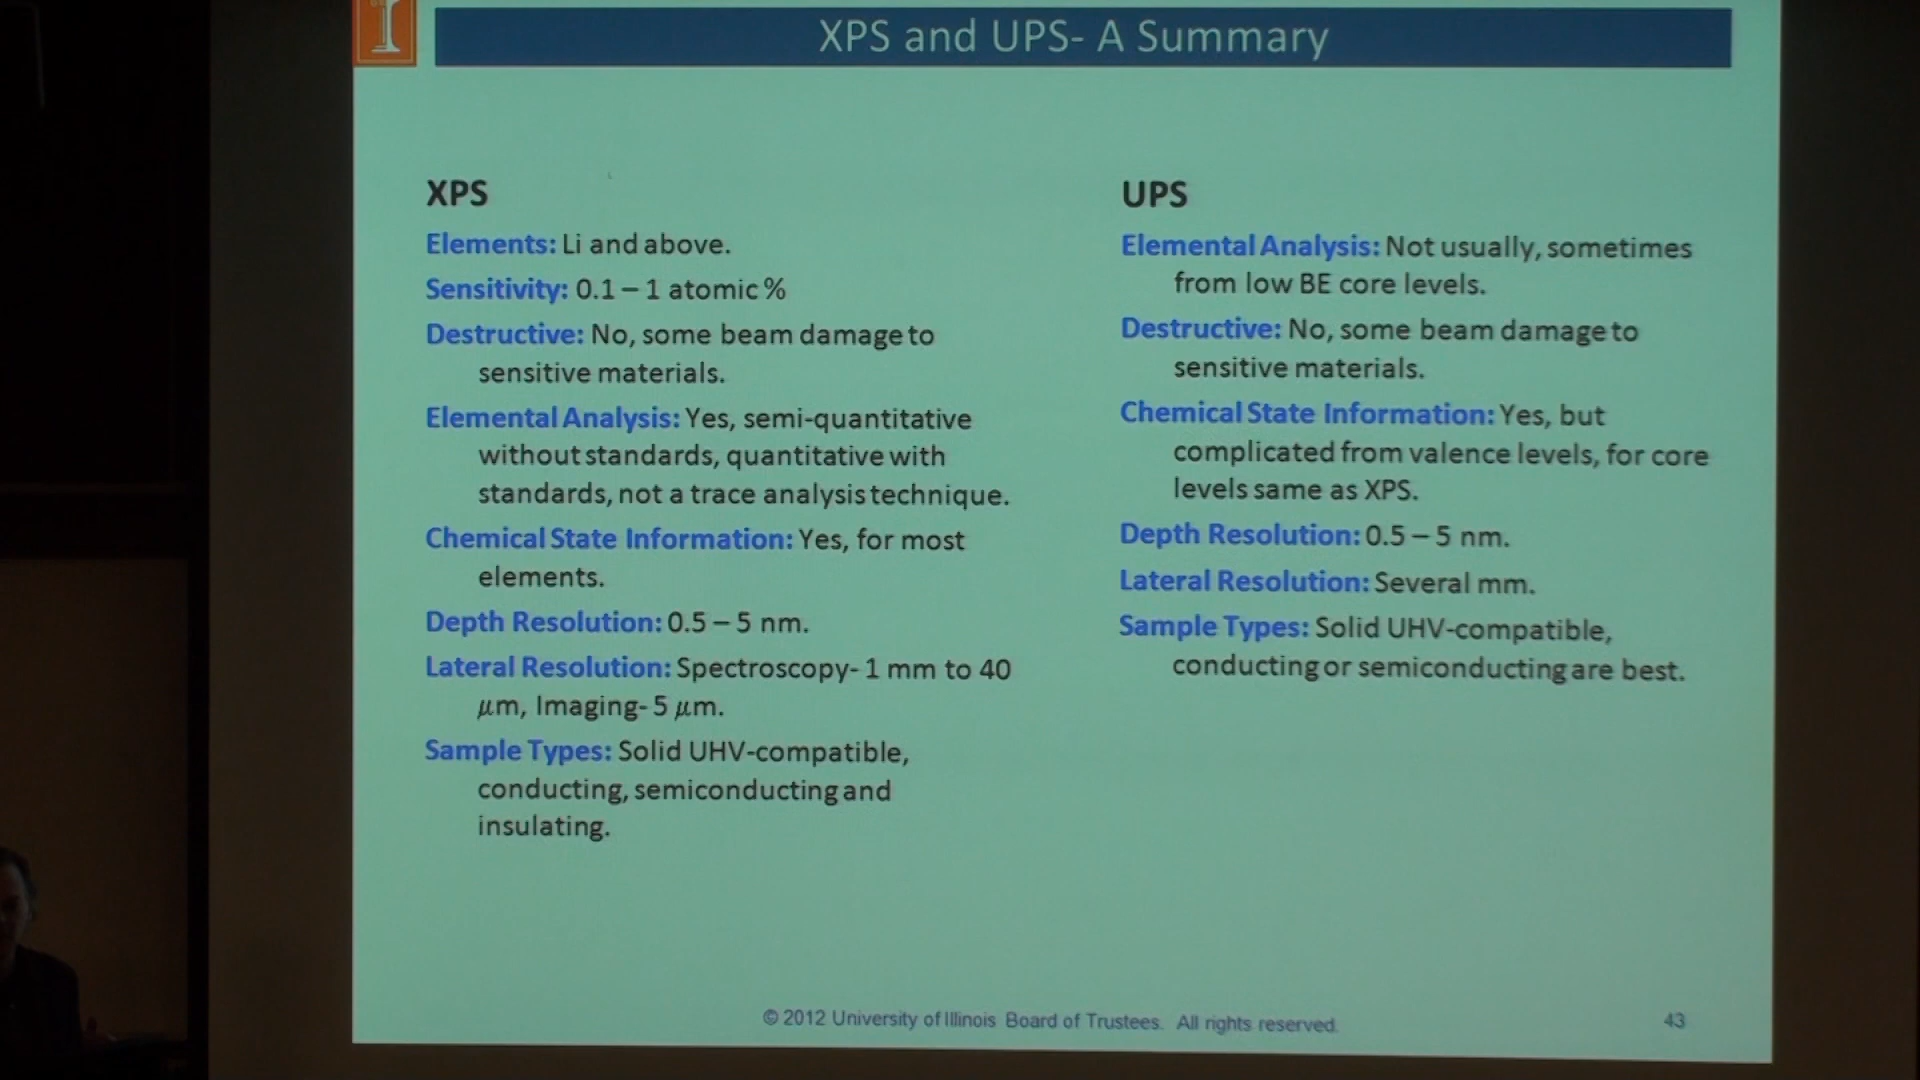 XPS and UPS- A Summary
XPS
Elements: Li and above.
Sensitivity: 0.1 – 1 atomic %
Destructive: No, some beam damage to
sensitive materials.
Elemental Analysis: Yes, semi-quantitative
without standards, quantitative with
standards, not a trace analysis technique.
Chemical State Information: Yes, for most
elements.
Depth Resolution: 0.5 – 5 nm.
Lateral Resolution: Spectroscopy- 1 mm to 40
μm, Imaging- 5 μm.
Sample Types: Solid UHV-compatible,
conducting, semiconducting and
insulating.
UPS
Elemental Analysis: Not usually, sometimes
from low BE core levels.
Destructive: No, some beam damage to
sensitive materials.
Chemical State Information: Yes, but
complicated from valence levels, for core
levels same as XPS.
Depth Resolution: 0.5 – 5 nm.
Lateral Resolution: Several mm.
Sample Types: Solid UHV-compatible,
conducting or semiconducting are best.
© 2012 University of Illinois Board of Trustees. All rights reserved.
43